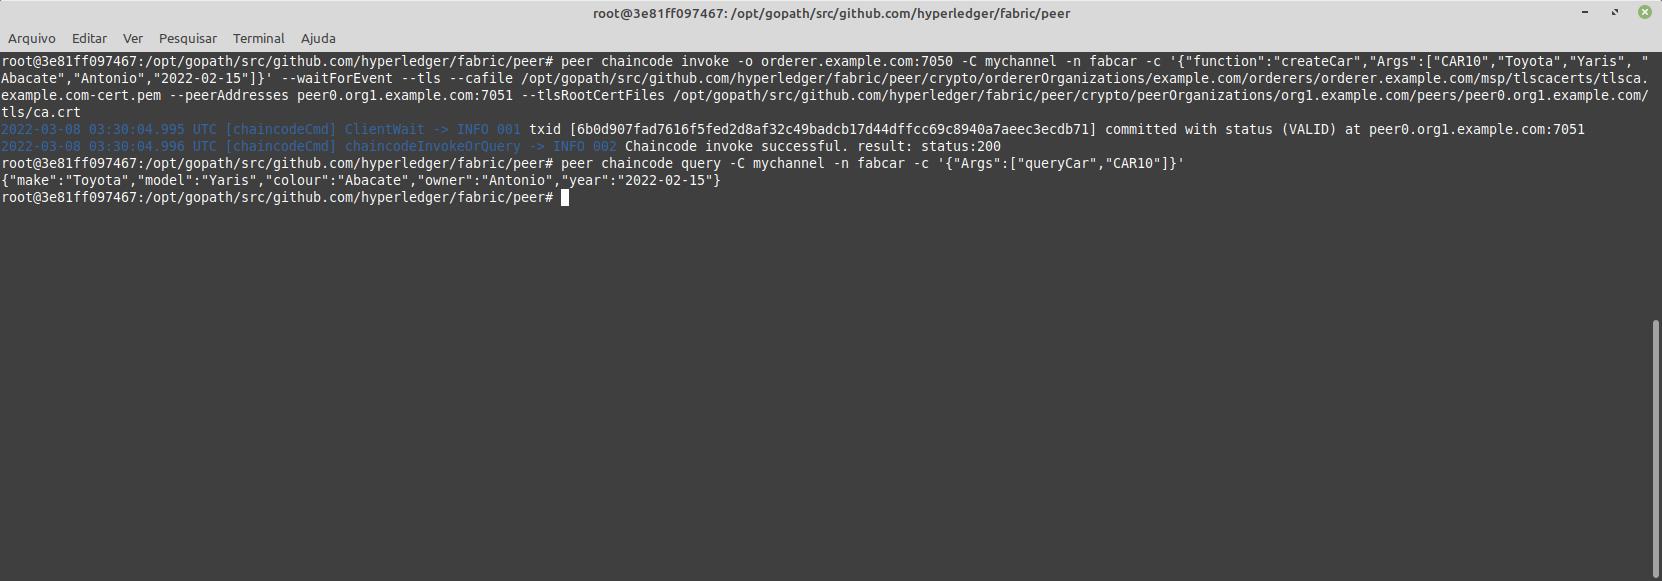 root@3e81ff097467: /opt/gopath/src/github.com/hyperledger/fabric/peer
Arquivo Editar Ver Pesquisar Terminal Ajuda
root@3e81ff097467:/opt/gopath/src/github.com/hyperledger/fabric/peer# peer chaincode invoke -o orderer.example.com:7050 -C mychannel -n fabcar -c '{"function":"createCar","Args":["CAR10","Toyota","Yaris", "
Abacate","Antonio","2022-02-15"]}' --waitForEvent --tls --cafile /opt/gopath/src/github.com/hyperledger/fabric/peer/crypto/ordererOrganizations/example.com/orderers/orderer.example.com/msp/tlscacerts/tlsca.
example.com-cert.pem --peerAddresses peer0.org1.example.com:7051 --tlsRootCertFiles /opt/gopath/src/github.com/hyperledger/fabric/peer/crypto/peerOrganizations/org1.example.com/peers/peer0.org1.example.com/
tls/ca.crt
2022-03-08 03:30:04.995 UTC [chaincodeCmd] ClientWait -> INFO 001 txid [6b0d907fad7616f5fed2d8af32c49badcb17d44dffcc69c8940a7aeec3ecdb71] committed with status (VALID) at peer0.org1.example.com:7051
2022-03-08 03:30:04.996 UTC [chaincodeCmd] chaincodeInvokeOrQuery -> INFO 002 Chaincode invoke successful. result: status:200
root@3e81ff097467:/opt/gopath/src/github.com/hyperledger/fabric/peer# peer chaincode query -C mychannel -n fabcar -c '{"Args":["queryCar","CAR10"]}'
{"make":"Toyota","model":"Yaris","colour":"Abacate","owner":"Antonio","year":"2022-02-15"}
root@3e81ff097467:/opt/gopath/src/github.com/hyperledger/fabric/peer#